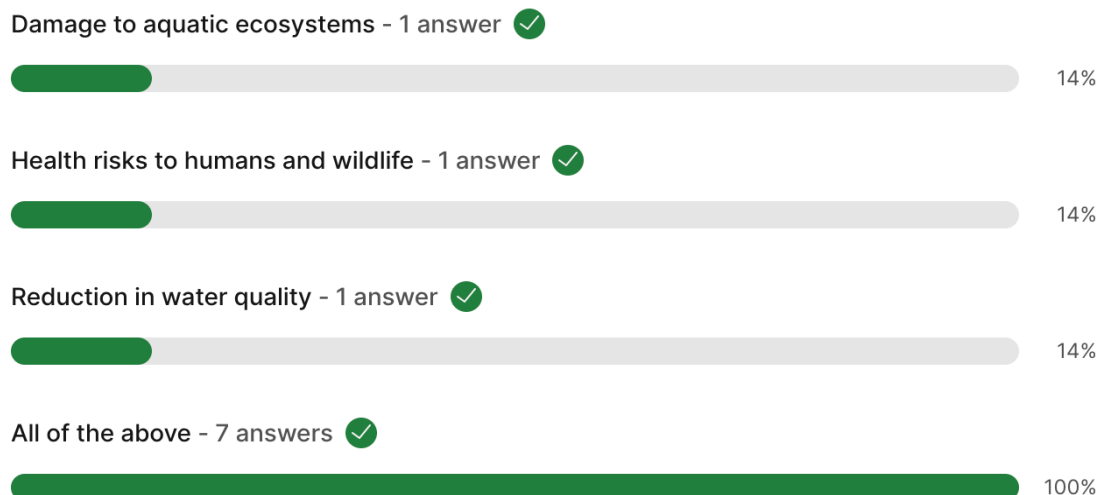 Damage to aquatic ecosystems - 1 answer
14%
Health risks to humans and wildlife - 1 answer
14%
Reduction in water quality - 1 answer
14%
All of the above - 7 answers
100%